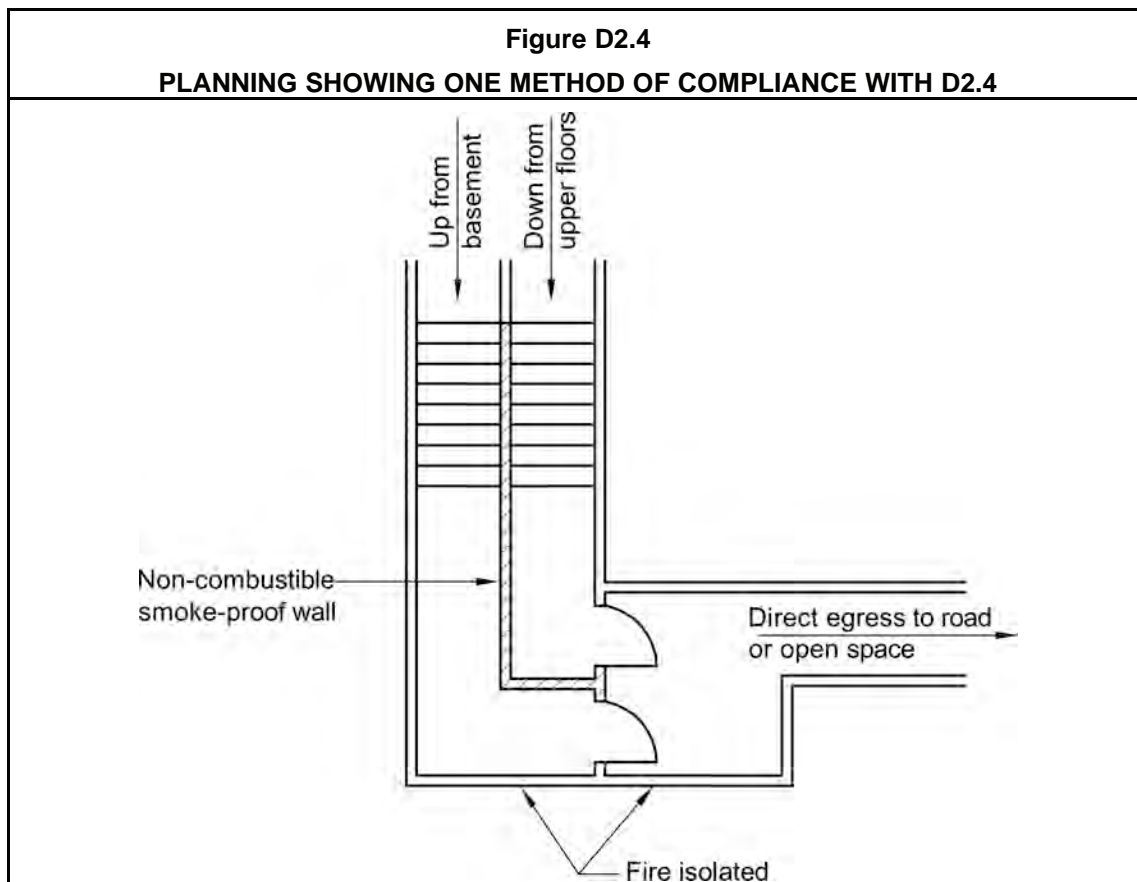 Figure D2.4
PLANNING SHOWING ONE METHOD OF COMPLIANCE WITH D2.4
Up from
basement
Down from
upper floors
Non-combustible
smoke-proof wall
Direct egress to road
or open space
Fire isolated